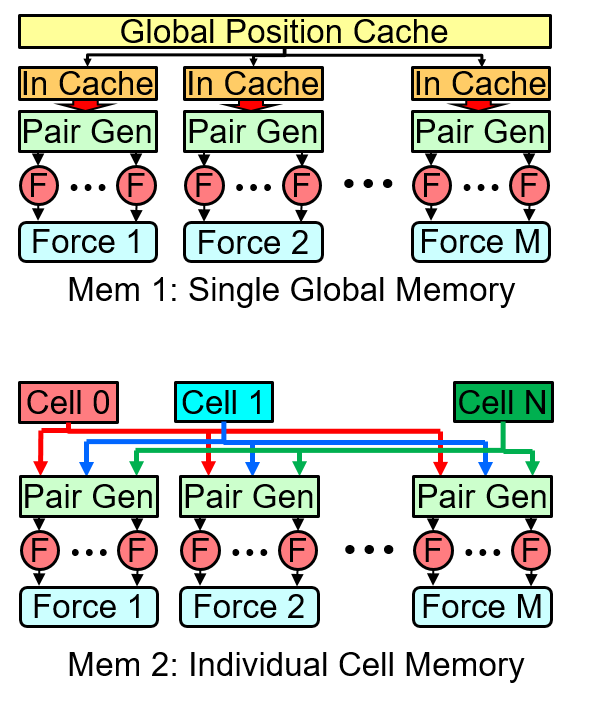 Global Position Cache
In Cache In Cache In Cache
Pair Gen Pair Gen Pair Gen
F ••• F F ••• F ••• F ••• F
Force 1 Force 2 Force M
Mem 1: Single Global Memory
Cell 0 Cell 1 Cell N
Pair Gen Pair Gen Pair Gen
F ••• F F ••• F ••• F ••• F
Force 1 Force 2 Force M
Mem 2: Individual Cell Memory